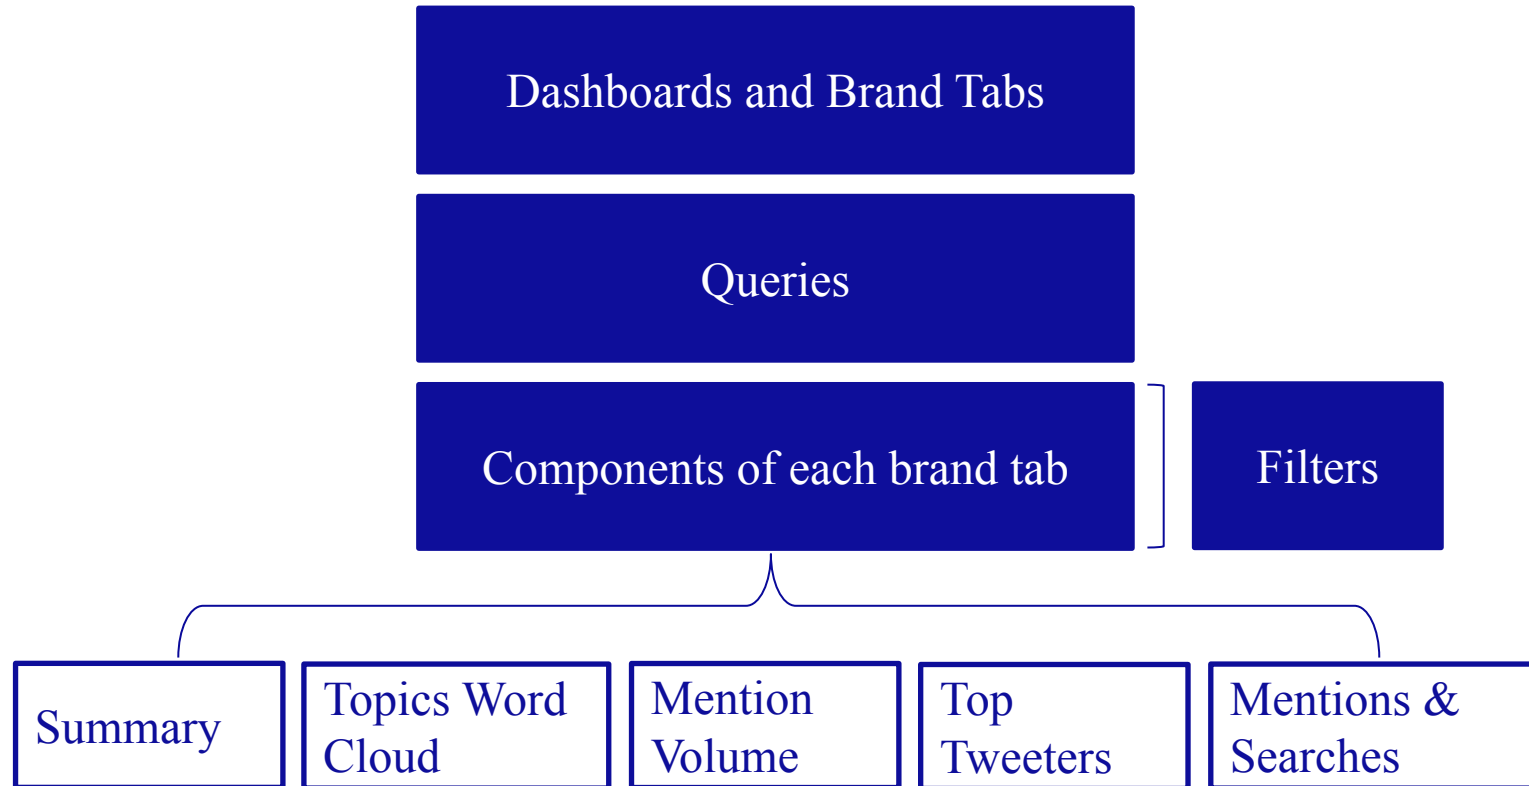 Dashboards and Brand Tabs
Queries
Components of each brand tab
Filters
Summary
Topics Word
Cloud
Mention
Volume
Top
Tweeters
Mentions &
Searches